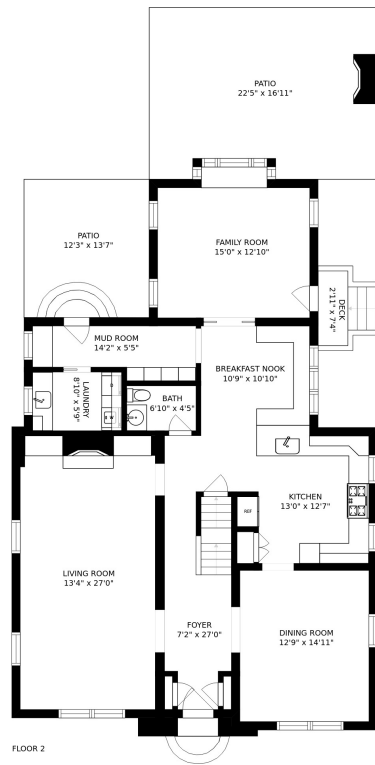 PATIO
22'5" x 16'11"
PATIO
12'3" x 13'7"
FAMILY ROOM
15'0" x 12'10"
DECK
2'11" x 7'4"
MUD ROOM
14'2" x 5'5"
BREAKFAST NOOK
10'9" x 10'10"
LAUNDRY
8'10" x 5'9"
BATH
6'10" x 4'5"
KITCHEN
13'0" x 12'7"
REF
LIVING ROOM
13'4" x 27'0"
FOYER
7'2" x 27'0"
DINING ROOM
12'9" x 14'11"
FLOOR 2